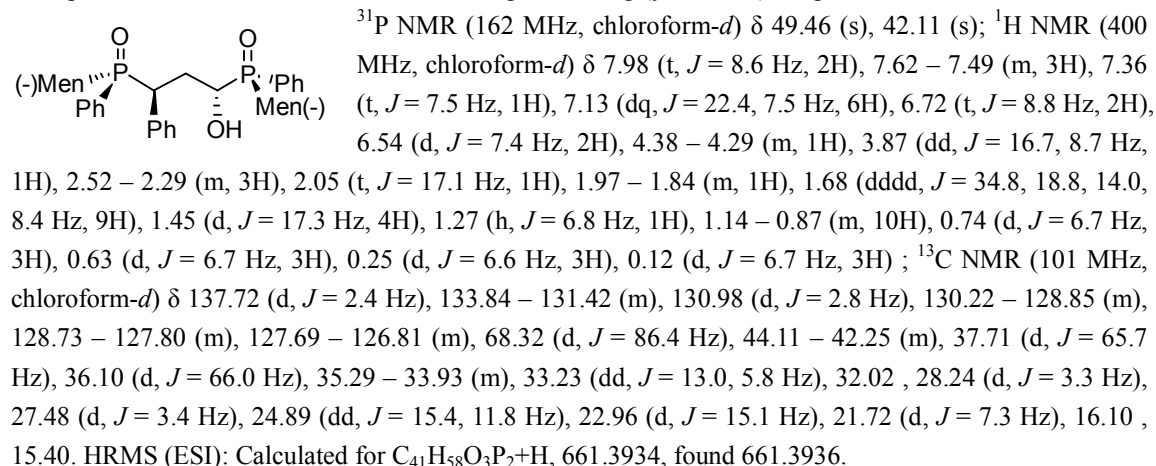 ³¹P NMR (162 MHz, chloroform-d) δ 49.46 (s), 42.11 (s); ¹H NMR (400
MHz, chloroform-d) δ 7.98 (t, J = 8.6 Hz, 2H), 7.62 – 7.49 (m, 3H), 7.36
(t, J = 7.5 Hz, 1H), 7.13 (dq, J = 22.4, 7.5 Hz, 6H), 6.72 (t, J = 8.8 Hz, 2H),
6.54 (d, J = 7.4 Hz, 2H), 4.38 – 4.29 (m, 1H), 3.87 (dd, J = 16.7, 8.7 Hz,
O O
(-)Men P P Ph
Ph Men(-)
Ph OH
1H), 2.52 – 2.29 (m, 3H), 2.05 (t, J = 17.1 Hz, 1H), 1.97 – 1.84 (m, 1H), 1.68 (dddd, J = 34.8, 18.8, 14.0,
8.4 Hz, 9H), 1.45 (d, J = 17.3 Hz, 4H), 1.27 (h, J = 6.8 Hz, 1H), 1.14 – 0.87 (m, 10H), 0.74 (d, J = 6.7 Hz,
3H), 0.63 (d, J = 6.7 Hz, 3H), 0.25 (d, J = 6.6 Hz, 3H), 0.12 (d, J = 6.7 Hz, 3H) ; ¹³C NMR (101 MHz,
chloroform-d) δ 137.72 (d, J = 2.4 Hz), 133.84 – 131.42 (m), 130.98 (d, J = 2.8 Hz), 130.22 – 128.85 (m),
128.73 – 127.80 (m), 127.69 – 126.81 (m), 68.32 (d, J = 86.4 Hz), 44.11 – 42.25 (m), 37.71 (d, J = 65.7
Hz), 36.10 (d, J = 66.0 Hz), 35.29 – 33.93 (m), 33.23 (dd, J = 13.0, 5.8 Hz), 32.02 , 28.24 (d, J = 3.3 Hz),
27.48 (d, J = 3.4 Hz), 24.89 (dd, J = 15.4, 11.8 Hz), 22.96 (d, J = 15.1 Hz), 21.72 (d, J = 7.3 Hz), 16.10 ,
15.40. HRMS (ESI): Calculated for C₄₁H₅₈O₃P₂+H, 661.3934, found 661.3936.